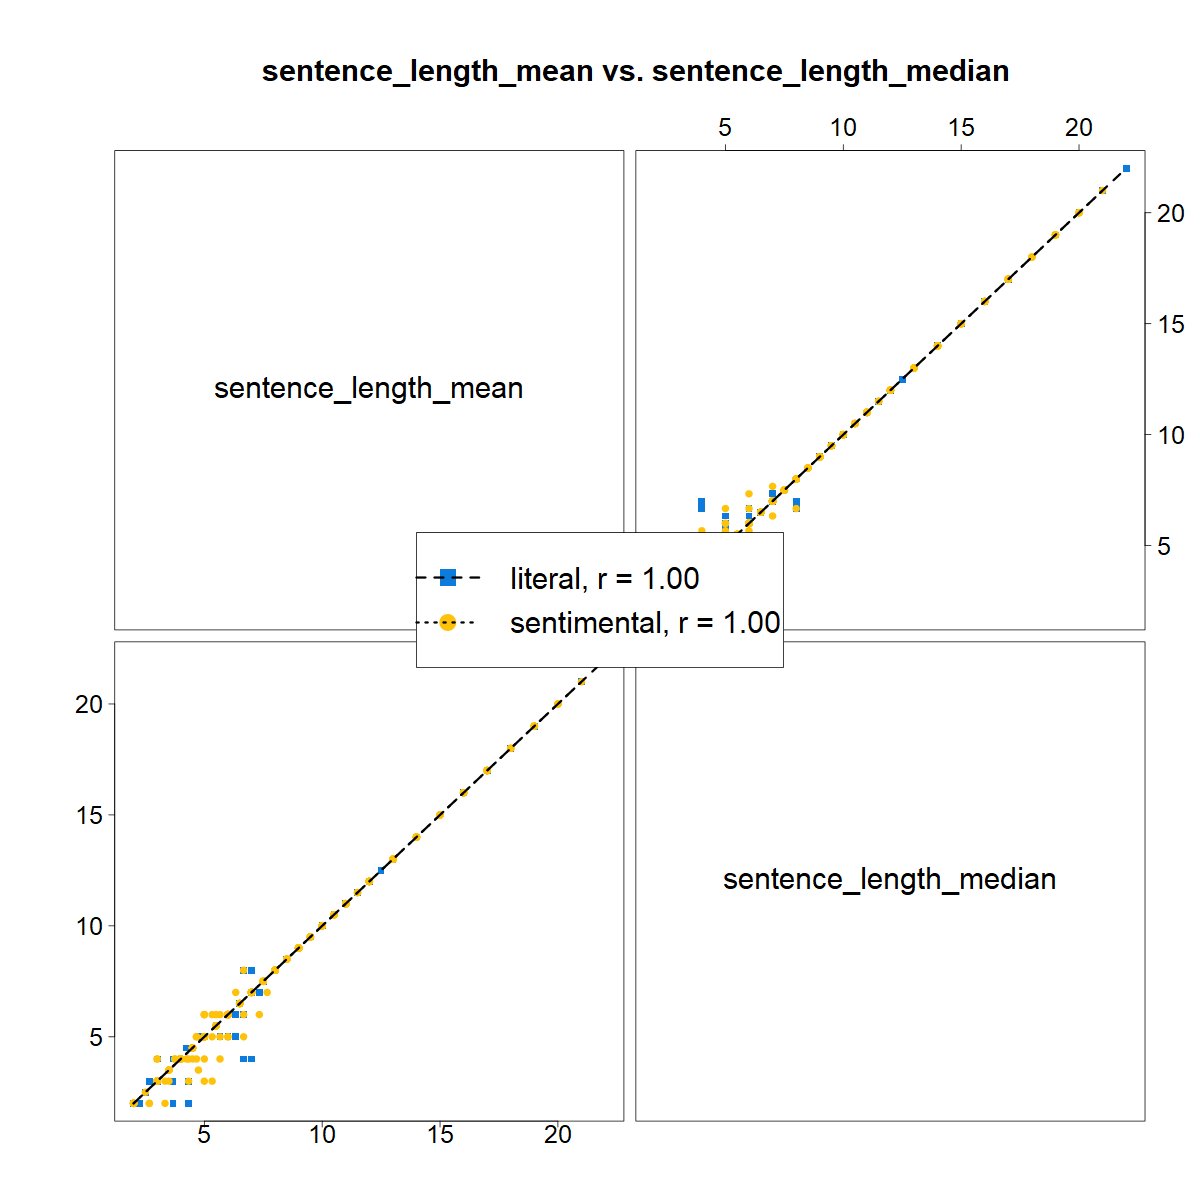 sentence_length_mean vs. sentence_length_median
5 10 15 20
20
15
10
5
sentence_length_mean
literal, r = 1.00
sentimental, r = 1.00
20
15
10
5
sentence_length_median
5 10 15 20